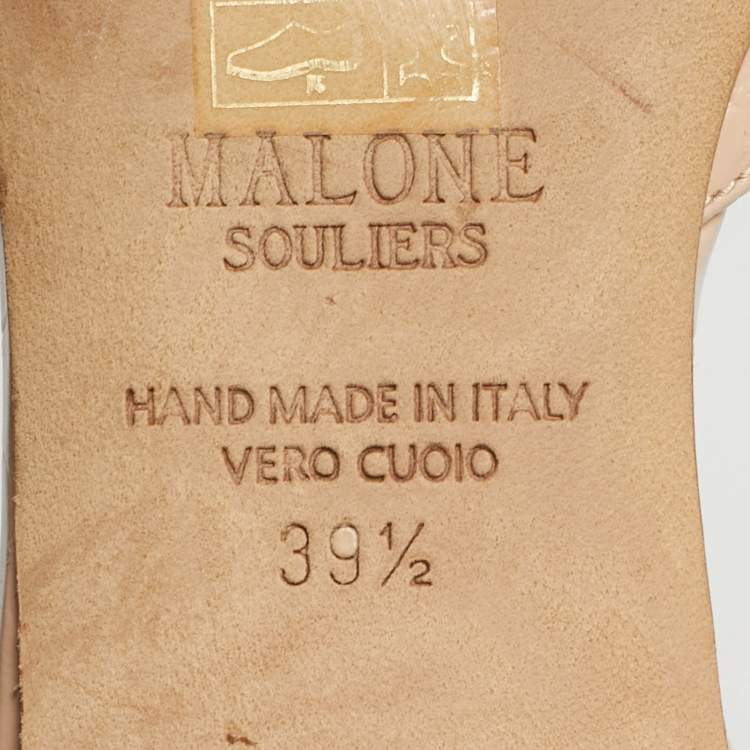 MALONE
SOULIERS
HAND MADE IN ITALY
VERO CUOIO
39½